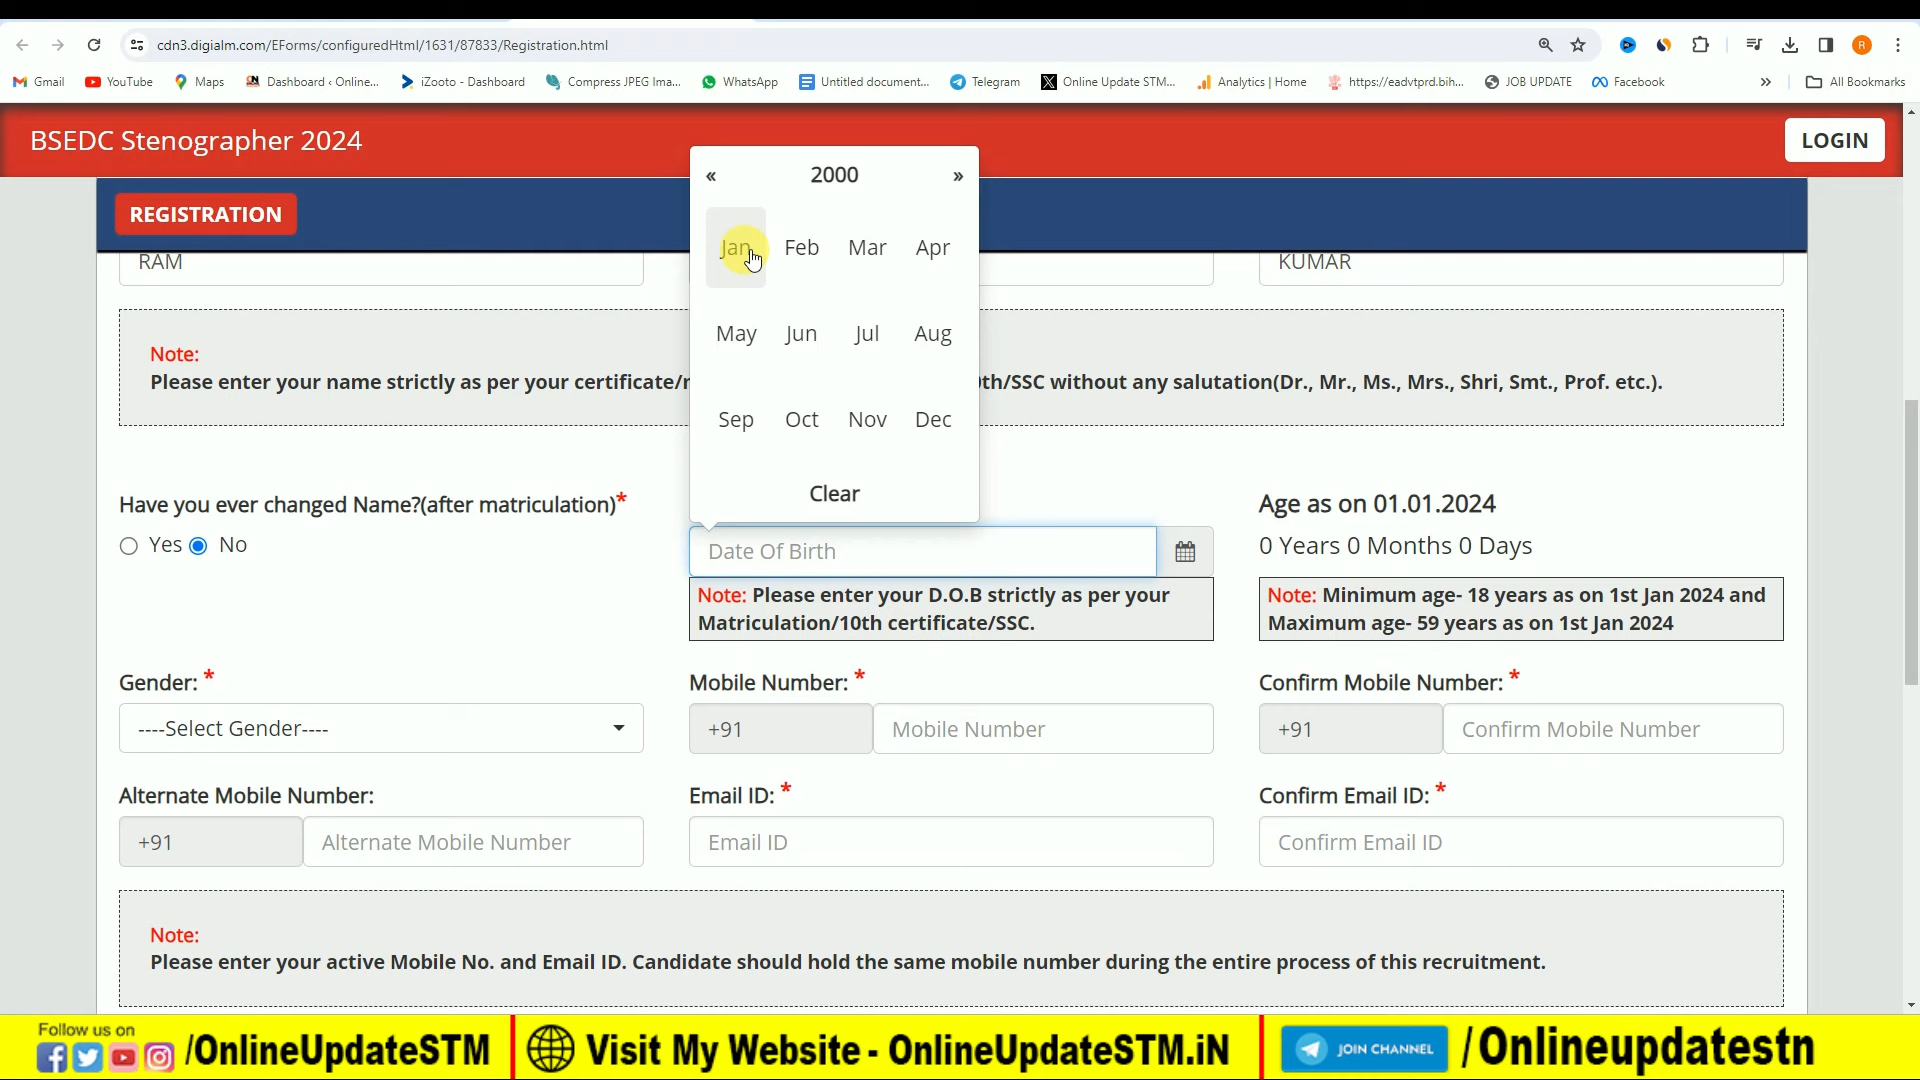 cdn3.digialm.com/EForms/configuredHtml/1631/87833/Registration.html
R
Gmail YouTube Maps Dashboard ‹ Online... iZooto - Dashboard Compress JPEG Ima... WhatsApp Untitled document... Telegram Online Update STM... Analytics | Home https://eadvtprd.bih... JOB UPDATE Facebook » All Bookmarks
BSEDC Stenographer 2024
LOGIN
REGISTRATION
« 2000 »
Jan Feb Mar Apr
May Jun Jul Aug
Sep Oct Nov Dec
Clear
RAM
KUMAR
Note:
Please enter your name strictly as per your certificate/
th/SSC without any salutation(Dr., Mr., Ms., Mrs., Shri, Smt., Prof. etc.).
Have you ever changed Name?(after matriculation)*
Yes No
Date Of Birth
Note: Please enter your D.O.B strictly as per your
Matriculation/10th certificate/SSC.
Age as on 01.01.2024
0 Years 0 Months 0 Days
Note: Minimum age- 18 years as on 1st Jan 2024 and
Maximum age- 59 years as on 1st Jan 2024
Gender: *
----Select Gender----
Mobile Number: *
+91 Mobile Number
Confirm Mobile Number: *
+91 Confirm Mobile Number
Alternate Mobile Number:
+91 Alternate Mobile Number
Email ID: *
Email ID
Confirm Email ID: *
Confirm Email ID
Note:
Please enter your active Mobile No. and Email ID. Candidate should hold the same mobile number during the entire process of this recruitment.
Follow us on
/OnlineUpdateSTM
Visit My Website - OnlineUpdateSTM.iN
JOIN CHANNEL
/Onlineupdatestn